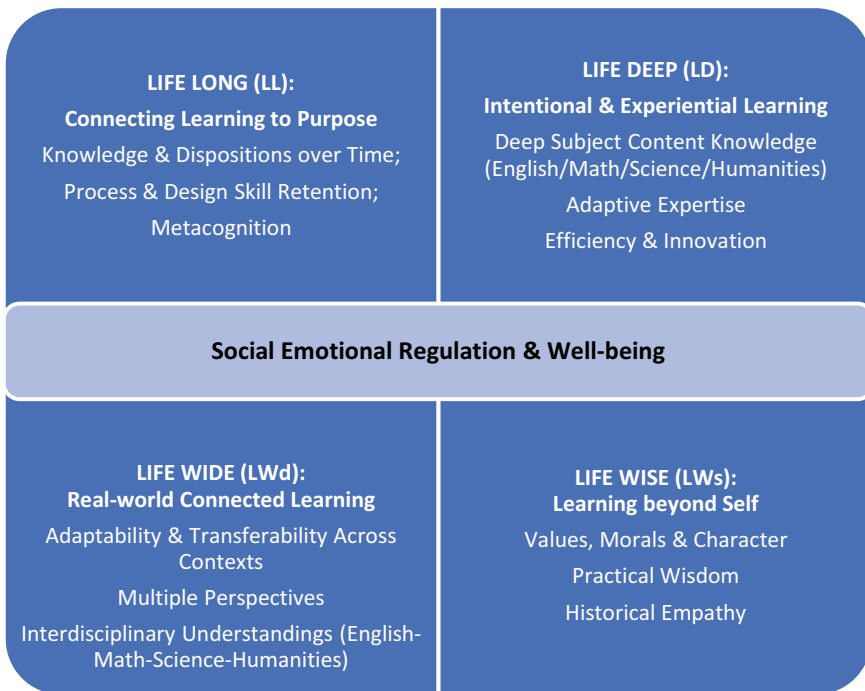 LIFE LONG (LL):
Connecting Learning to Purpose
Knowledge & Dispositions over Time;
Process & Design Skill Retention;
Metacognition
LIFE DEEP (LD):
Intentional & Experiential Learning
Deep Subject Content Knowledge
(English/Math/Science/Humanities)
Adaptive Expertise
Efficiency & Innovation
Social Emotional Regulation & Well-being
LIFE WIDE (LWd):
Real-world Connected Learning
Adaptability & Transferability Across
Contexts
Multiple Perspectives
Interdisciplinary Understandings (English-
Math-Science-Humanities)
LIFE WISE (LWs):
Learning beyond Self
Values, Morals & Character
Practical Wisdom
Historical Empathy